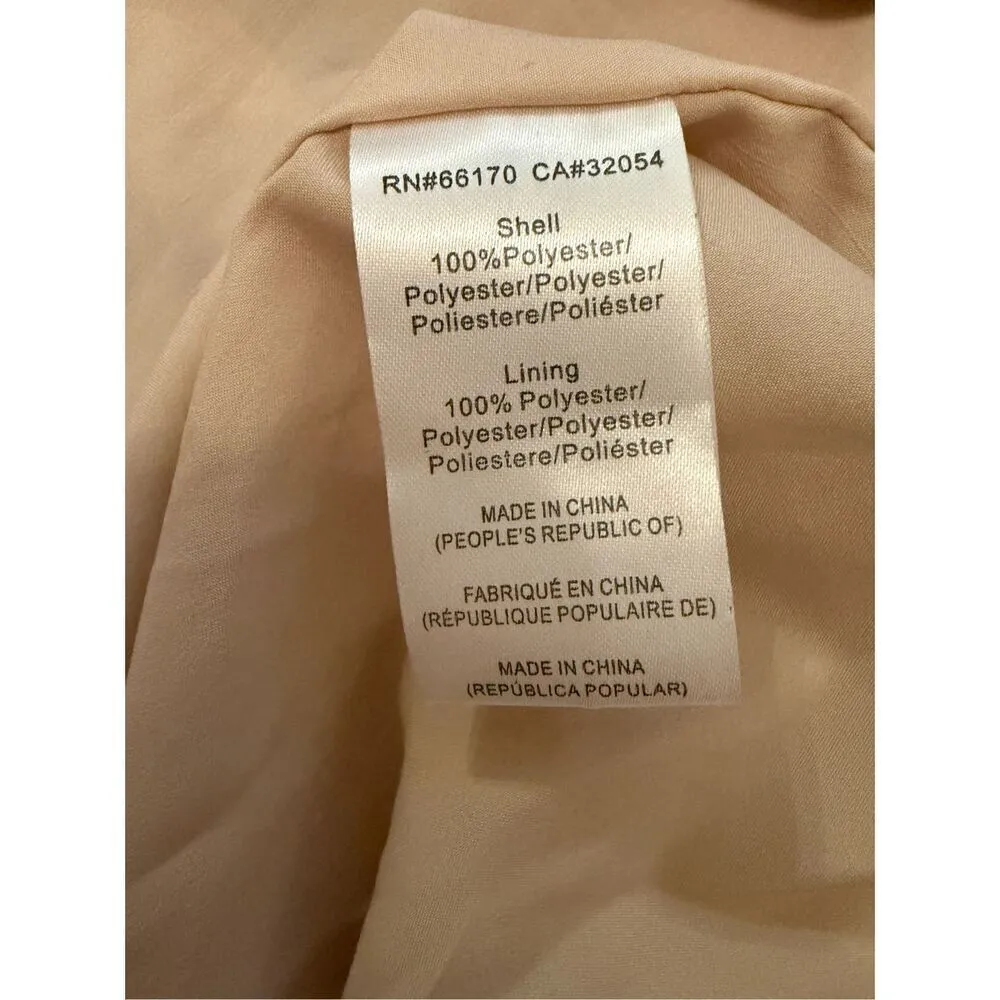 RN#66170 CA#32054
Shell
100%Polyester/
Polyester/Polyester/
Poliestere/Poliéster
Lining
100% Polyester/
Polyester/Polyester/
Poliestere/Poliéster
MADE IN CHINA
(PEOPLE'S REPUBLIC OF)
FABRIQUÉ EN CHINA
(RÉPUBLIQUE POPULAIRE DE)
MADE IN CHINA
(REPÚBLICA POPULAR)